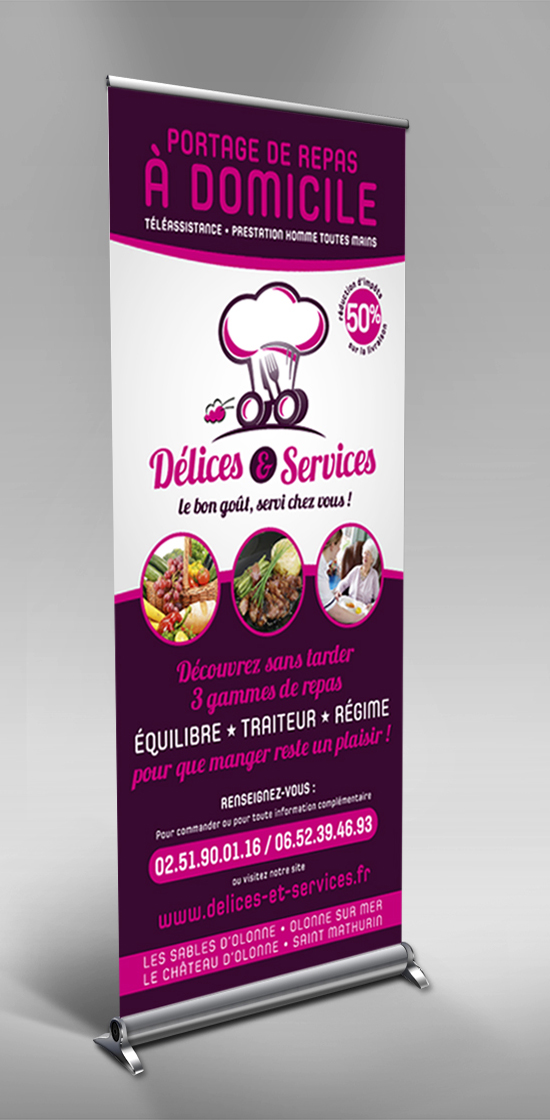 PORTAGE DE REPAS
À DOMICILE
TÉLÉASSISTANCE • PRESTATION HOMME TOUTES MAINS
réduction d'impôts
50%
sur la livraison
Délices & Services
le bon goût, servi chez vous !
Découvrez sans tarder
3 gammes de repas
ÉQUILIBRE ★ TRAITEUR ★ RÉGIME
pour que manger reste un plaisir !
RENSEIGNEZ-VOUS :
Pour commander ou pour toute information complémentaire
02.51.90.01.16 / 06.52.39.46.93
ou visitez notre site
www.delices-et-services.fr
LES SABLES D'OLONNE • OLONNE SUR MER
LE CHÂTEAU D'OLONNE • SAINT MATHURIN